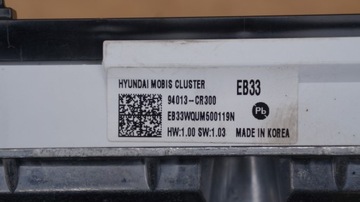 HYUNDAI MOBIS CLUSTER EB33
94013-CR300
EB33WQUM500119N
Pb
HW:1.00 SW:1.03 MADE IN KOREA